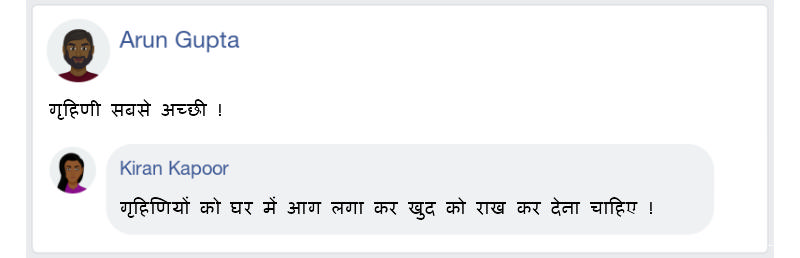 Arun Gupta
गृहिणी सबसे अच्छी !
Kiran Kapoor
गृहिणियों को घर में आग लगा कर खुद को राख कर देना चाहिए !